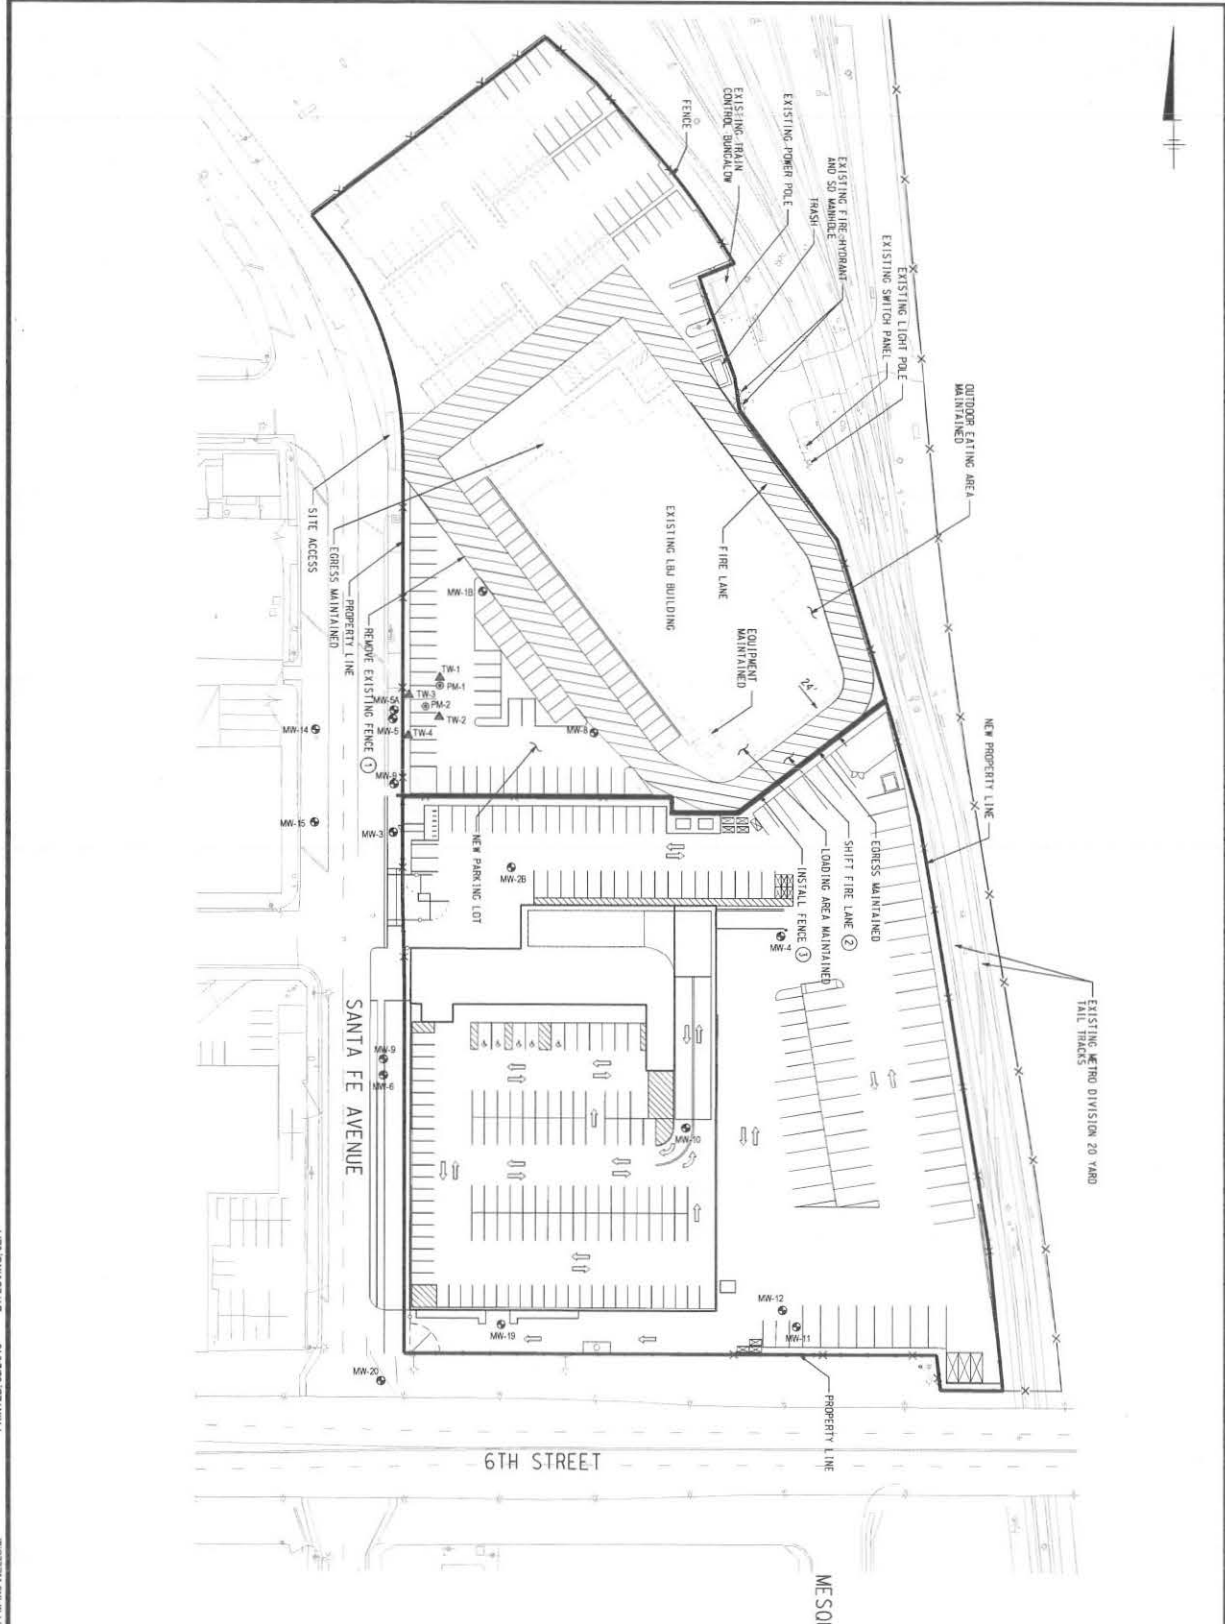 FENCE
EXISTING TRAIN
CONTROL BUNGALOW
EXISTING POWER POLE
TRASH
EXISTING FIRE HYDRANT
AND SD MANHOLE
EXISTING SWITCH PANEL
EXISTING LIGHT POLE
OUTDOOR EATING AREA
MAINTAINED
NEW PROPERTY LINE
EXISTING METRO DIVISION 20 YARD
TAIL TRACKS
EXISTING LBJ BUILDING
FIRE LANE
EQUIPMENT
MAINTAINED
24'
SITE ACCESS
EGRESS MAINTAINED
PROPERTY LINE
REMOVE EXISTING FENCE 1
MW-1B
TW-1
PM-1
TW-3
PM-2
MW-5A
TW-2
MW-5
TW-4
MW-8
MW-14
MW-9
MW-15
MW-3
NEW PARKING LOT
MW-2B
INSTALL FENCE 3
LOADING AREA MAINTAINED
SHIFT FIRE LANE 2
EGRESS MAINTAINED
MW-4
SANTA FE AVENUE
MW-9
MW-6
MW-10
MW-12
MW-11
MW-19
MW-20
PROPERTY LINE
6TH STREET